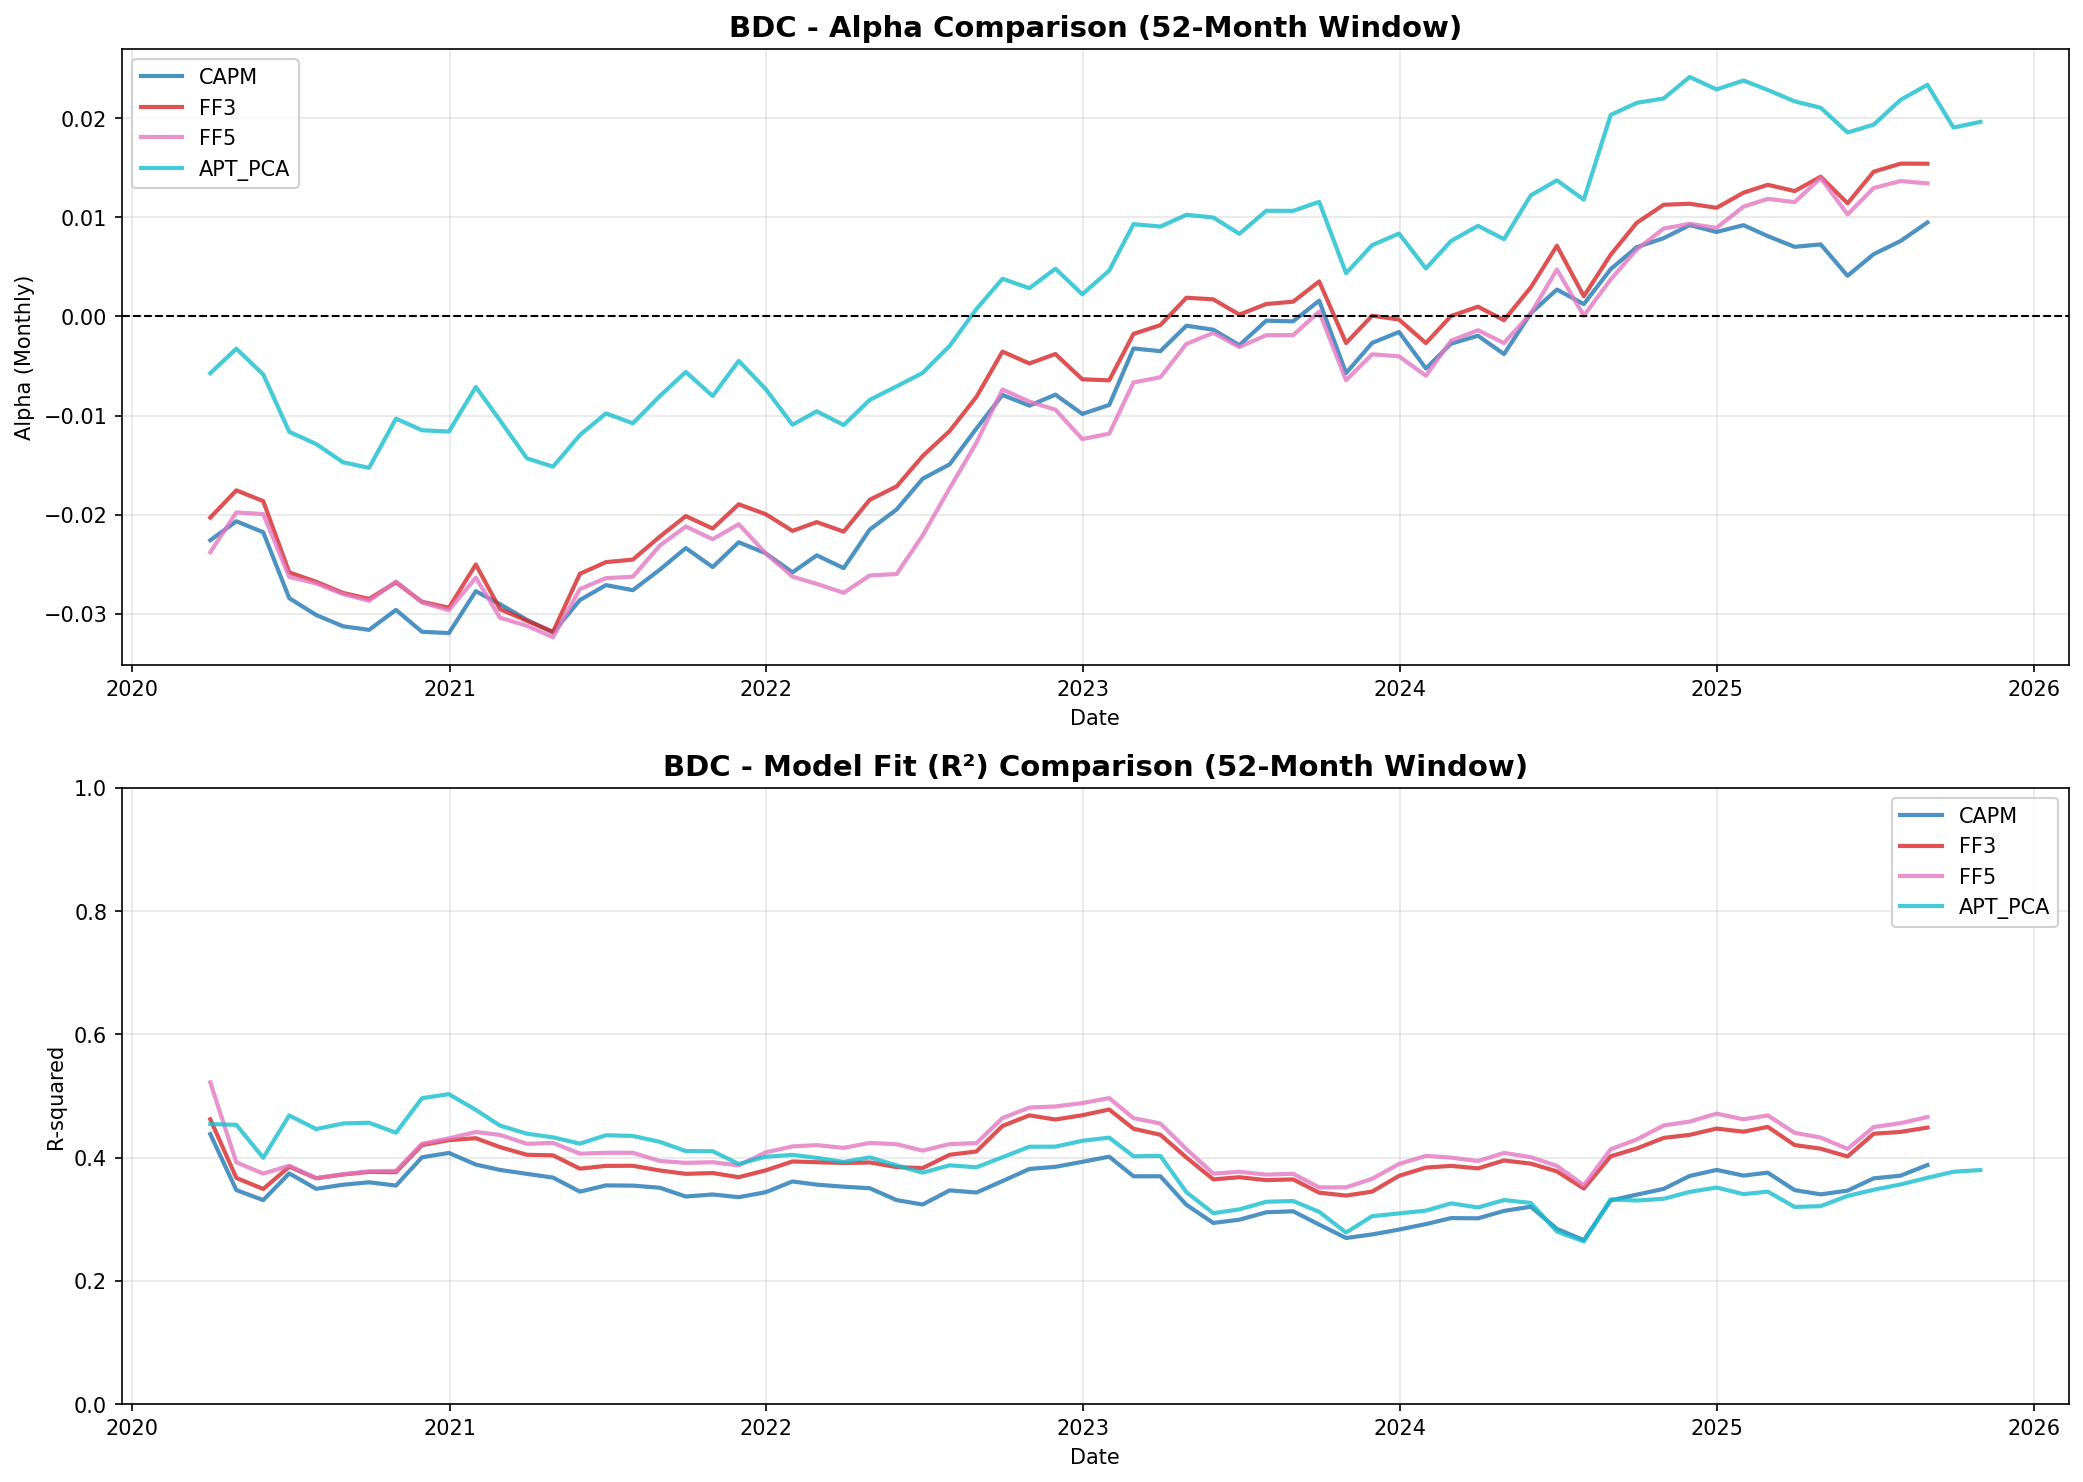 BDC - Alpha Comparison (52-Month Window)
CAPM
FF3
FF5
APT_PCA
Alpha (Monthly)
0.02
0.01
0.00
−0.01
−0.02
−0.03
2020 2021 2022 2023 2024 2025 2026
Date
BDC - Model Fit (R²) Comparison (52-Month Window)
CAPM
FF3
FF5
APT_PCA
R-squared
1.0
0.8
0.6
0.4
0.2
0.0
2020 2021 2022 2023 2024 2025 2026
Date